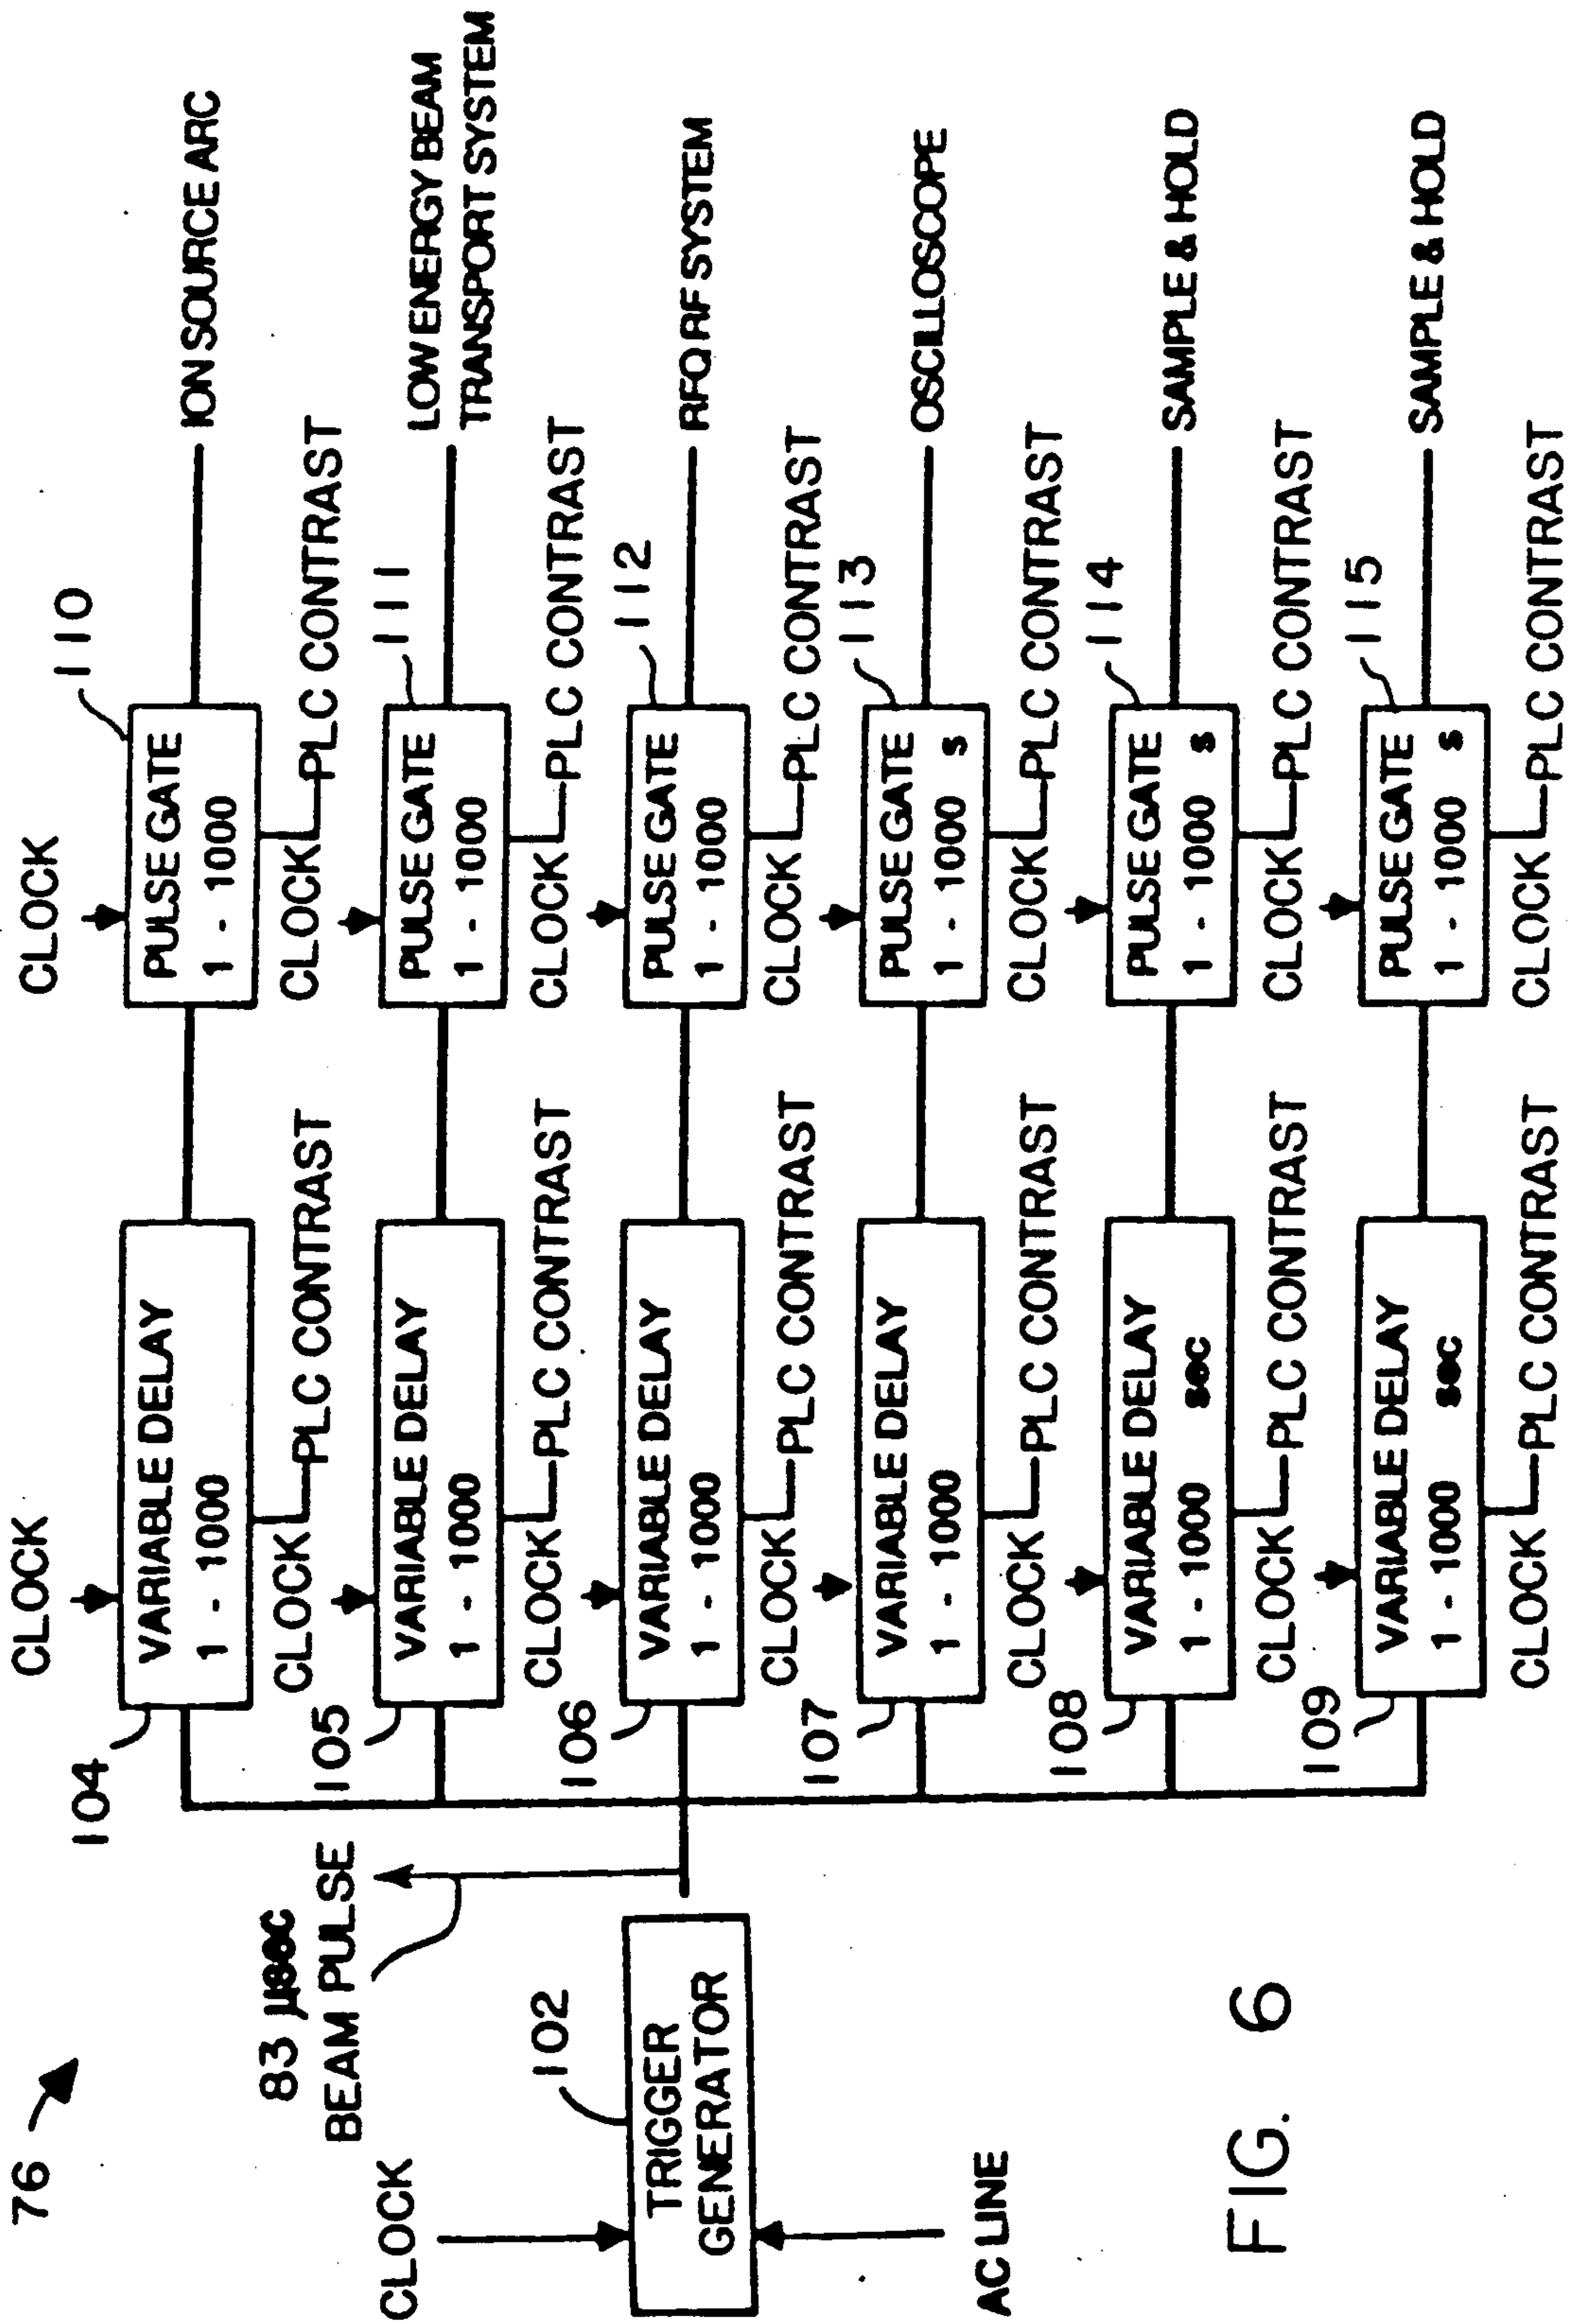 76
83 µsec
BEAM PULSE
CLOCK
102
TRIGGER
GENERATOR
AC LINE
CLOCK
104
VARIABLE DELAY
1 - 1000
PLC CONTRAST
CLOCK
110
PULSE GATE
1 - 1000
PLC CONTRAST
ION SOURCE ARC
CLOCK
105
VARIABLE DELAY
1 - 1000
PLC CONTRAST
CLOCK
111
PULSE GATE
1 - 1000
PLC CONTRAST
LOW ENERGY BEAM
TRANSPORT SYSTEM
CLOCK
106
VARIABLE DELAY
1 - 1000
PLC CONTRAST
CLOCK
112
PULSE GATE
1 - 1000
PLC CONTRAST
RFQ RF SYSTEM
CLOCK
107
VARIABLE DELAY
1 - 1000
PLC CONTRAST
CLOCK
113
PULSE GATE
1 - 1000 s
PLC CONTRAST
OSCILLOSCOPE
CLOCK
108
VARIABLE DELAY
1 - 1000 sec
PLC CONTRAST
CLOCK
114
PULSE GATE
1 - 1000 s
PLC CONTRAST
SAMPLE & HOLD
CLOCK
109
VARIABLE DELAY
1 - 1000 sec
CLOCK
PLC CONTRAST
CLOCK
115
PULSE GATE
1 - 1000 s
CLOCK
PLC CONTRAST
SAMPLE & HOLD
FIG. 6